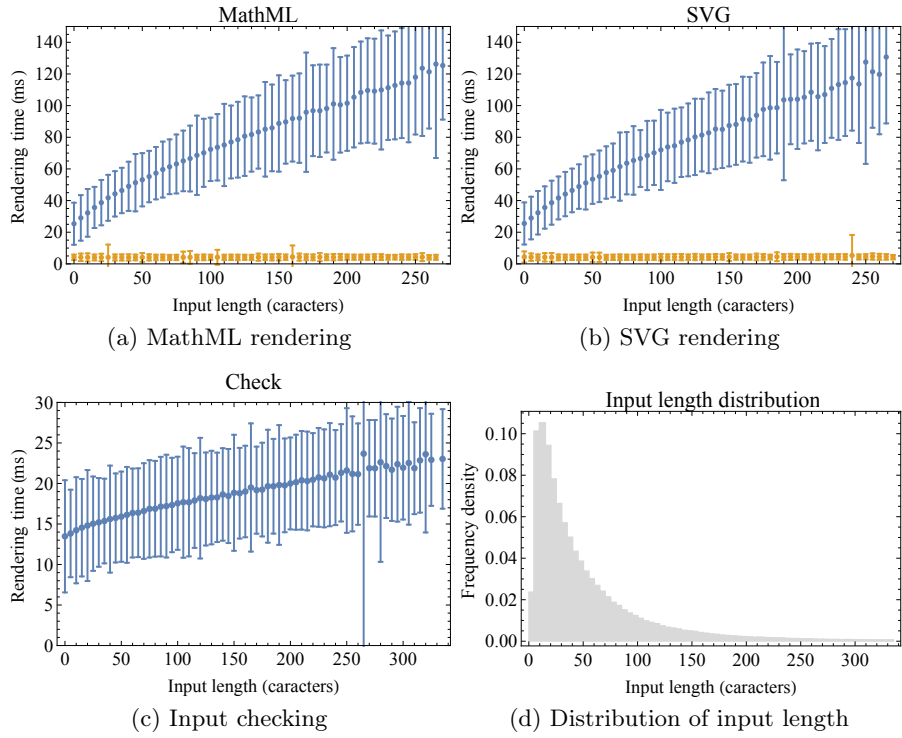 MathML
Rendering time (ms)
140
120
100
80
60
40
20
0
0 50 100 150 200 250
Input length (caracters)
(a) MathML rendering
SVG
Rendering time (ms)
140
120
100
80
60
40
20
0
0 50 100 150 200 250
Input length (caracters)
(b) SVG rendering
Check
Rendering time (ms)
30
25
20
15
10
5
0
0 50 100 150 200 250 300
Input length (caracters)
(c) Input checking
Input length distribution
Frequency density
0.10
0.08
0.06
0.04
0.02
0.00
0 50 100 150 200 250 300
Input length (caracters)
(d) Distribution of input length